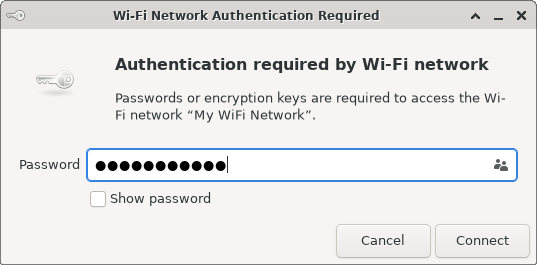 Wi-Fi Network Authentication Required
Authentication required by Wi-Fi network
Passwords or encryption keys are required to access the Wi-
Fi network “My WiFi Network”.
Password ●●●●●●●●●●●
Show password
Cancel Connect